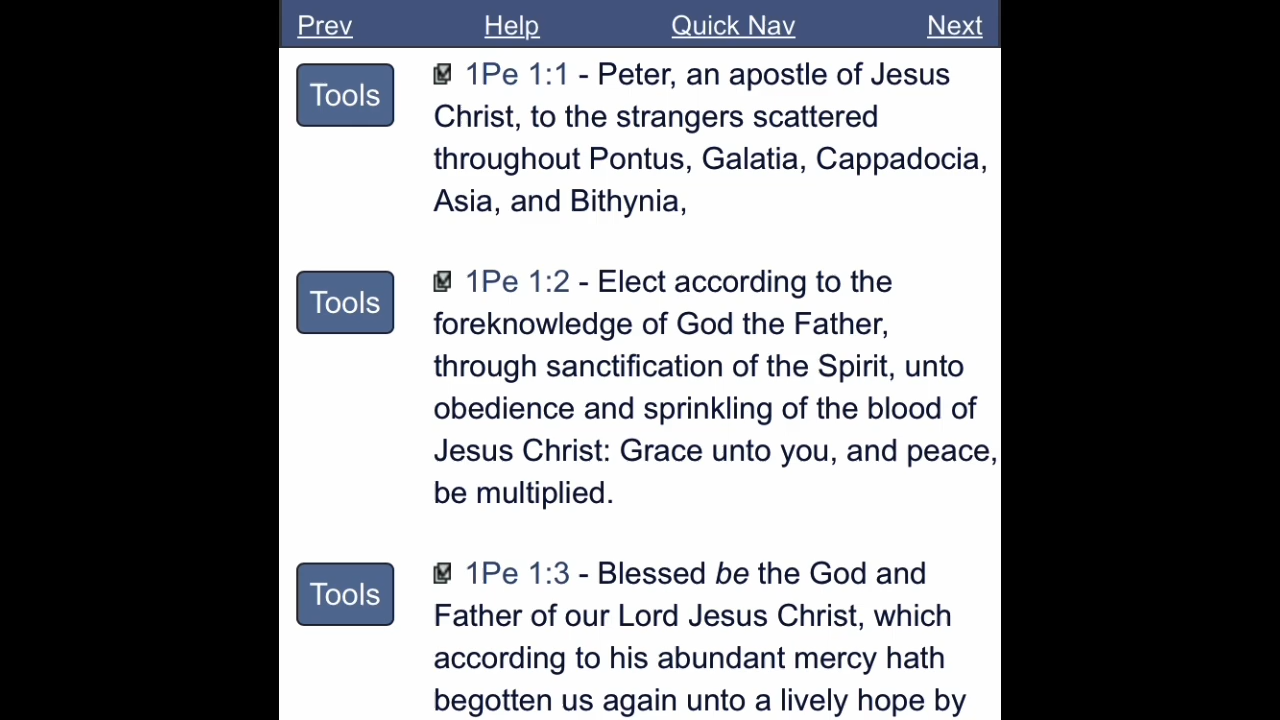 Prev Help Quick Nav Next
Tools
1Pe 1:1 - Peter, an apostle of Jesus
Christ, to the strangers scattered
throughout Pontus, Galatia, Cappadocia,
Asia, and Bithynia,
Tools
1Pe 1:2 - Elect according to the
foreknowledge of God the Father,
through sanctification of the Spirit, unto
obedience and sprinkling of the blood of
Jesus Christ: Grace unto you, and peace,
be multiplied.
Tools
1Pe 1:3 - Blessed be the God and
Father of our Lord Jesus Christ, which
according to his abundant mercy hath
begotten us again unto a lively hope by